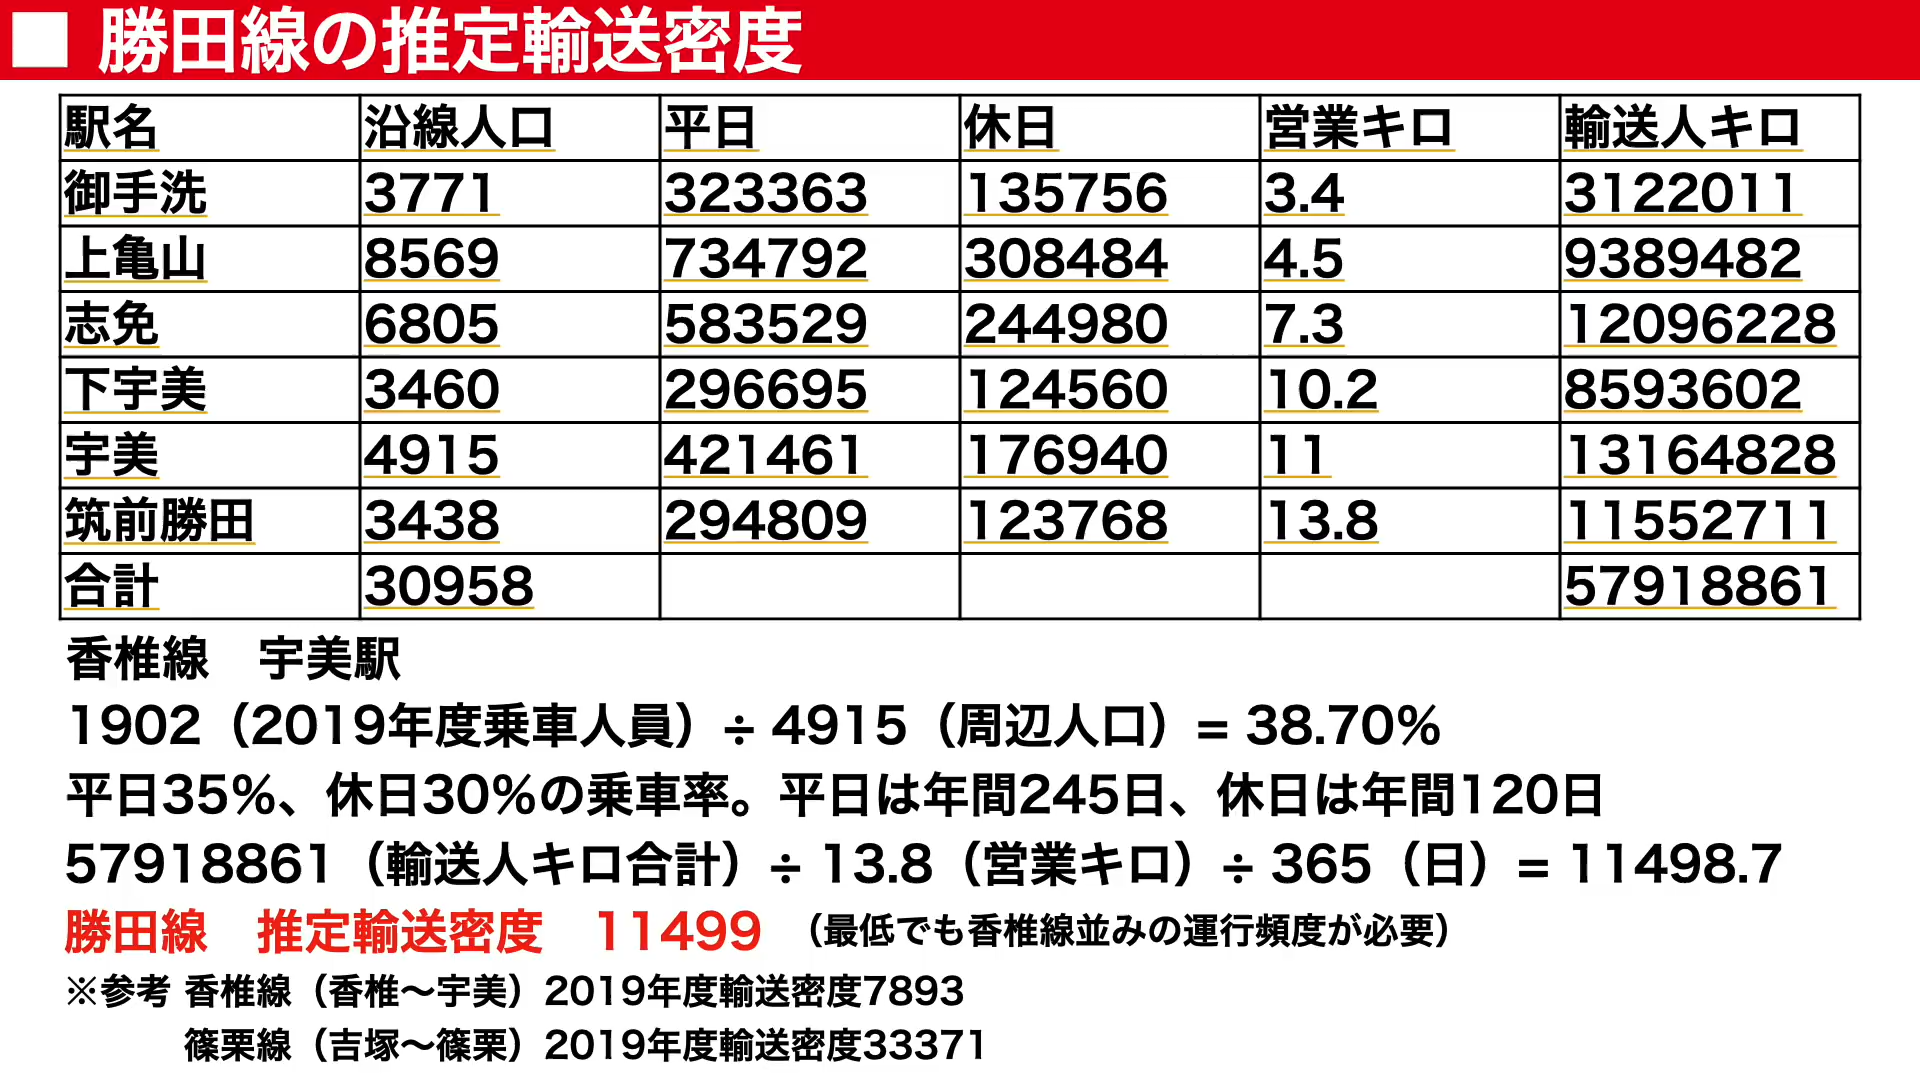 ■ 勝田線の推定輸送密度
駅名 沿線人口 平日 休日 営業キロ 輸送人キロ
御手洗 3771 323363 135756 3.4 3122011
上亀山 8569 734792 308484 4.5 9389482
志免 6805 583529 244980 7.3 12096228
下宇美 3460 296695 124560 10.2 8593602
宇美 4915 421461 176940 11 13164828
筑前勝田 3438 294809 123768 13.8 11552711
合計 30958 57918861
香椎線　宇美駅
1902（2019年度乗車人員）÷ 4915（周辺人口）= 38.70%
平日35%、休日30%の乗車率。平日は年間245日、休日は年間120日
57918861（輸送人キロ合計）÷ 13.8（営業キロ）÷ 365（日）= 11498.7
勝田線　推定輸送密度　11499　（最低でも香椎線並みの運行頻度が必要）
※参考 香椎線（香椎〜宇美）2019年度輸送密度7893
篠栗線（吉塚〜篠栗）2019年度輸送密度33371